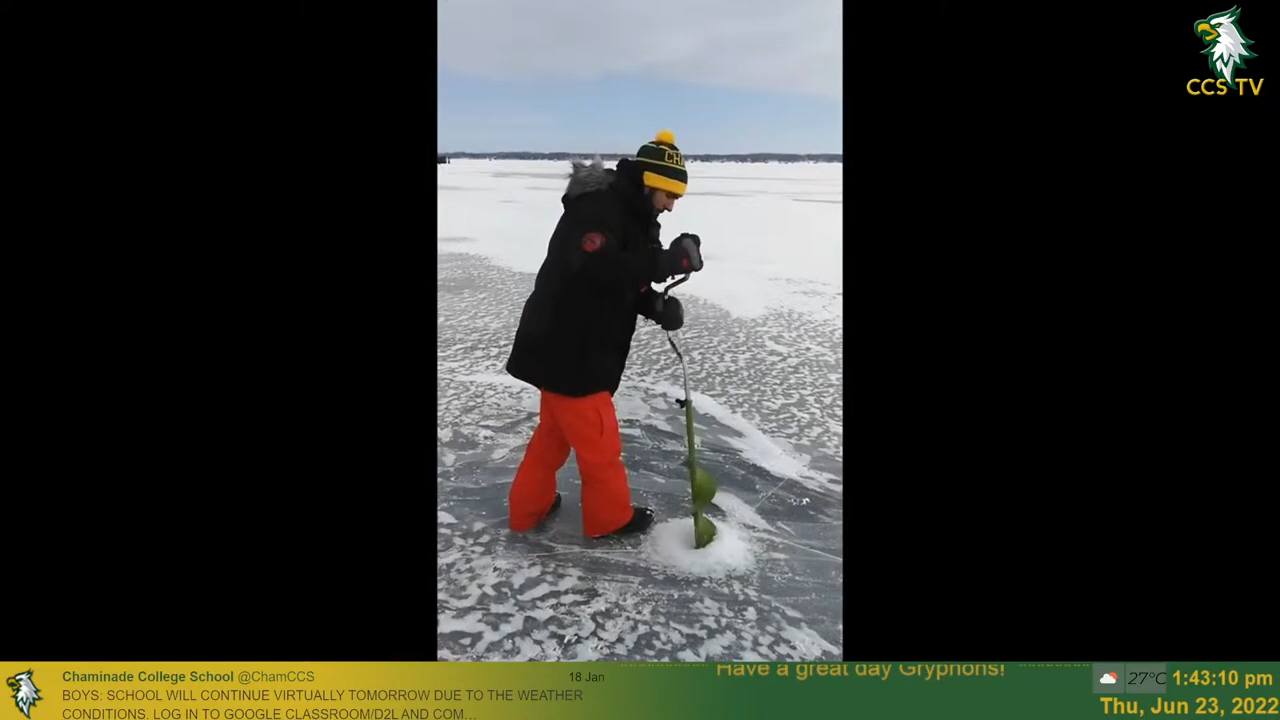 CCS TV
CH
Chaminade College School @ChamCCS
18 Jan
BOYS: SCHOOL WILL CONTINUE VIRTUALLY TOMORROW DUE TO THE WEATHER
CONDITIONS. LOG IN TO GOOGLE CLASSROOM/D2L AND COM...
Have a great day Gryphons!
27°C
1:43:10 pm
Thu, Jun 23, 2022